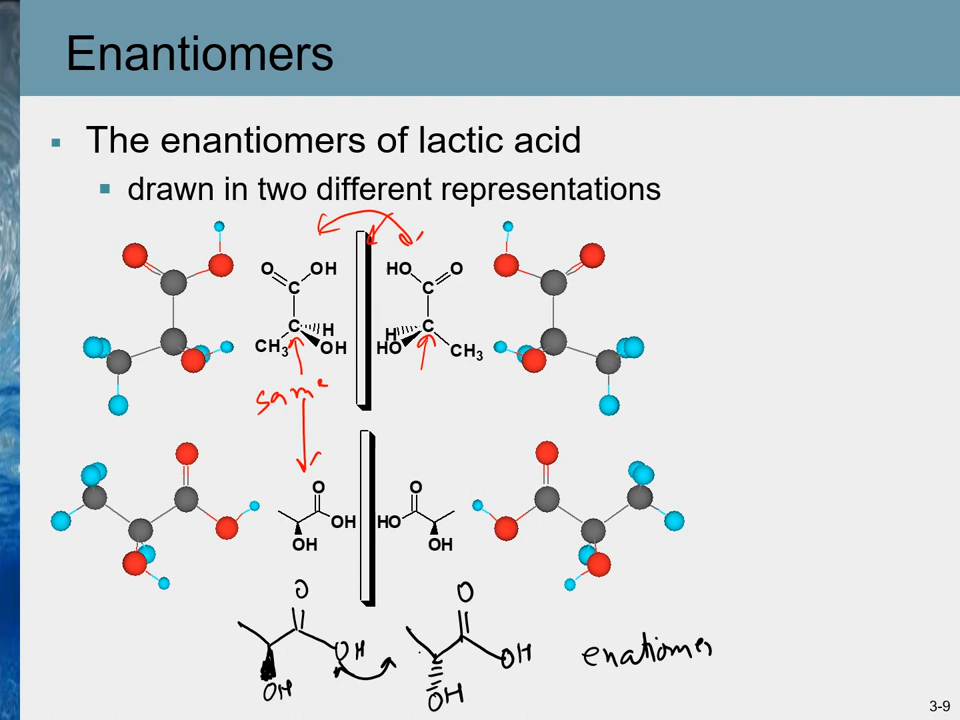 Enantiomers
The enantiomers of lactic acid
drawn in two different representations
O OH HO O
C C
C H H C
CH3 OH HO CH3
same
O O
OH HO
OH OH
O O
OH OH enatiomer
OH OH
3-9